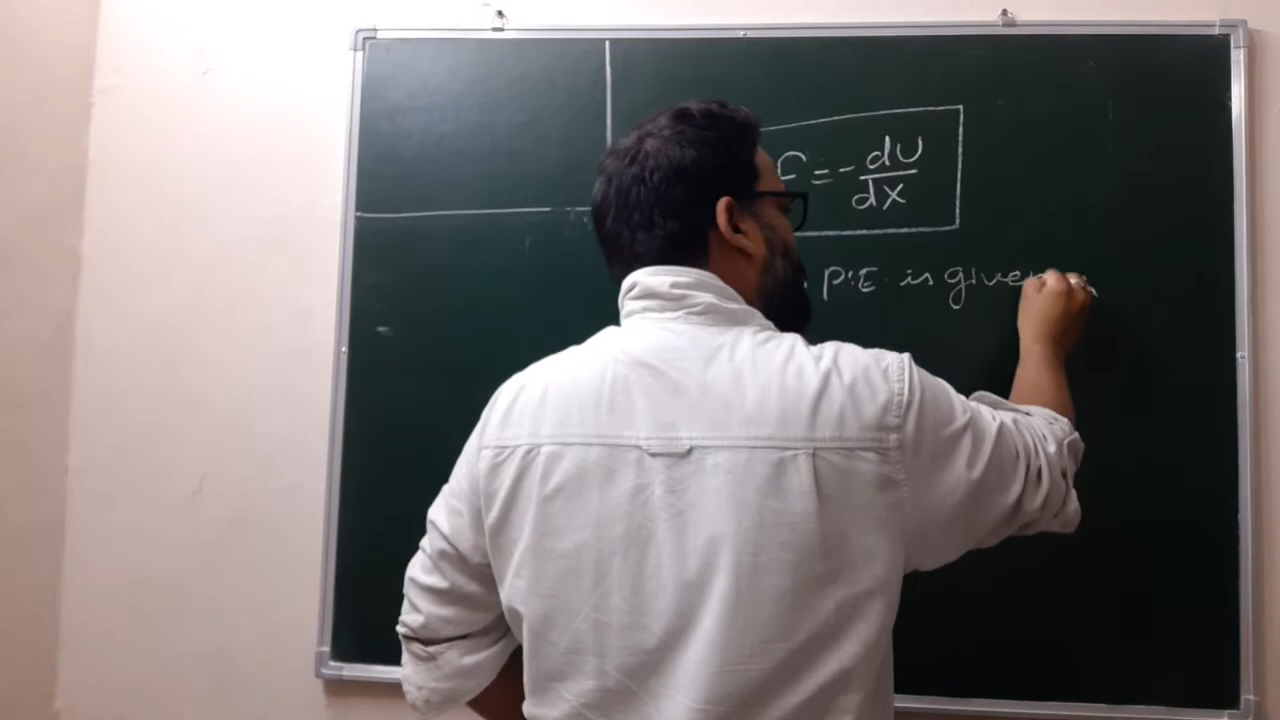 F = - dU/dX
P.E. is given